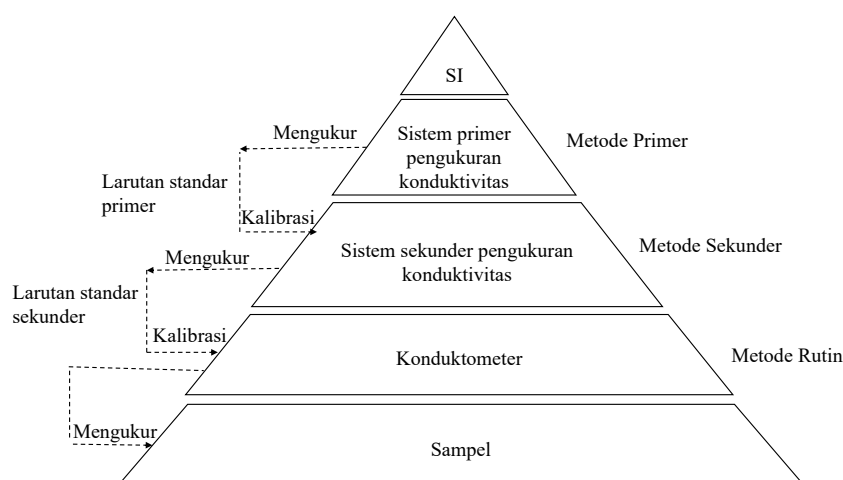 SI
Mengukur
Sistem primer
pengukuran
konduktivitas
Metode Primer
Larutan standar
primer
Kalibrasi
Mengukur
Sistem sekunder pengukuran
konduktivitas
Metode Sekunder
Larutan standar
sekunder
Kalibrasi
Konduktometer
Metode Rutin
Mengukur
Sampel